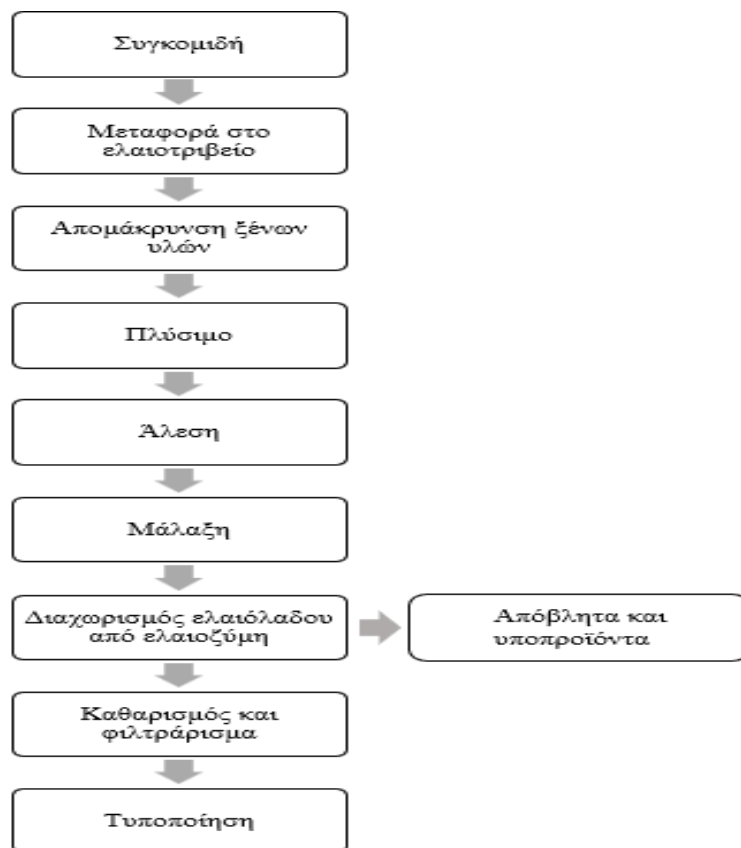 Συγκομιδή
Μεταφορά στο
ελαιοτριβείο
Απομάκρυνση ξένων
υλών
Πλύσιμο
Άλεση
Μάλαξη
Διαχωρισμός ελαιόλαδου
από ελαιοζύμη
Απόβλητα και
υποπροϊόντα
Καθαρισμός και
φιλτράρισμα
Τυποποίηση